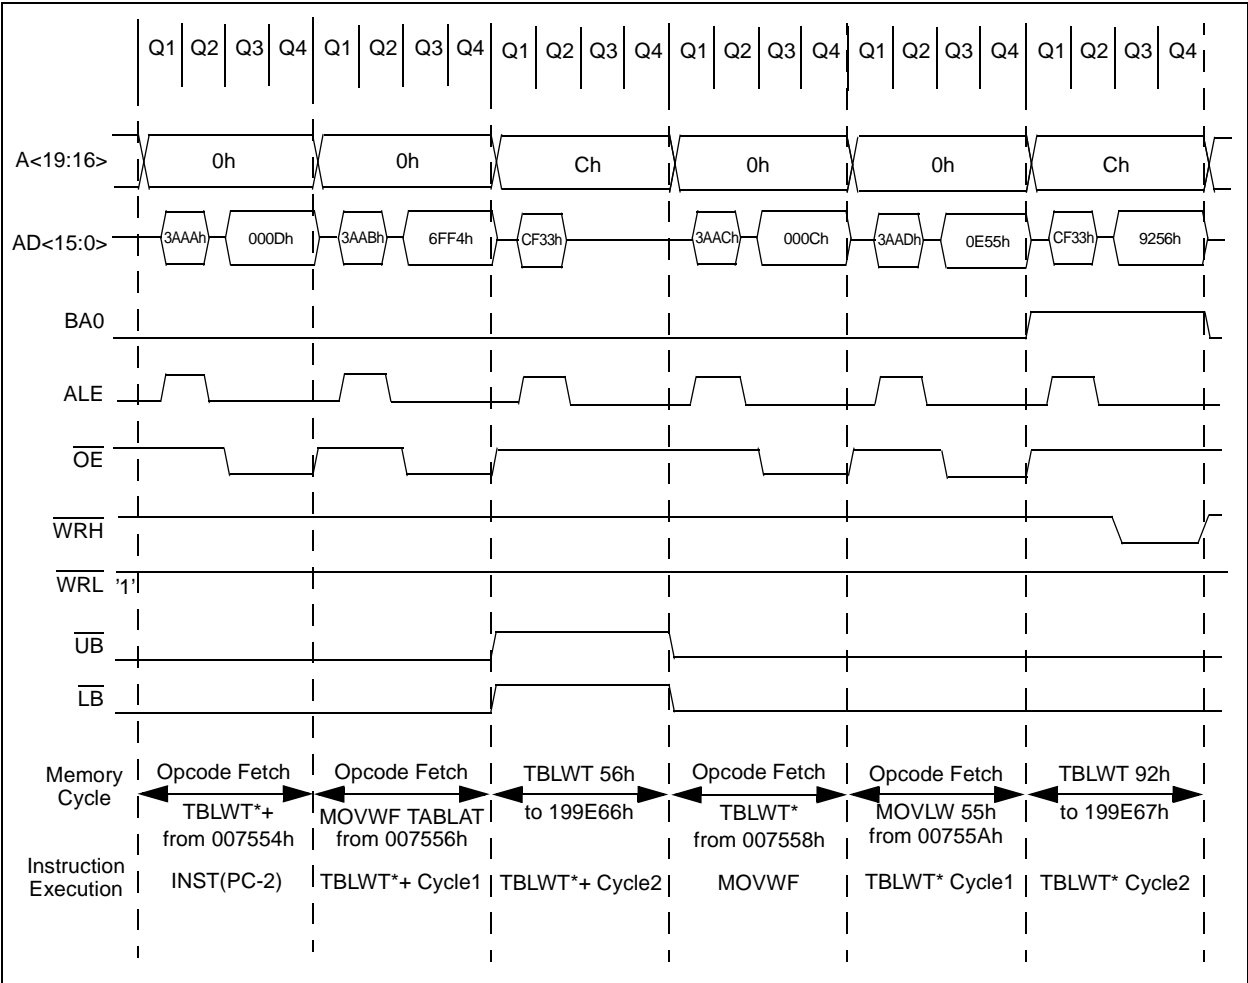 Q1 Q2 Q3 Q4 Q1 Q2 Q3 Q4 Q1 Q2 Q3 Q4 Q1 Q2 Q3 Q4 Q1 Q2 Q3 Q4 Q1 Q2 Q3 Q4
A<19:16> 0h 0h Ch 0h 0h Ch
AD<15:0> 3AAAh 000Dh 3AABh 6FF4h CF33h 3AACh 000Ch 3AADh 0E55h CF33h 9256h
BA0
ALE
OE
WRH
WRL '1'
UB
LB
Memory Cycle
Opcode Fetch
TBLWT*+
from 007554h
Opcode Fetch
MOVWF TABLAT
from 007556h
TBLWT 56h
to 199E66h
Opcode Fetch
TBLWT*
from 007558h
Opcode Fetch
MOVLW 55h
from 00755Ah
TBLWT 92h
to 199E67h
Instruction
Execution
INST(PC-2) TBLWT*+ Cycle1 TBLWT*+ Cycle2 MOVWF TBLWT* Cycle1 TBLWT* Cycle2